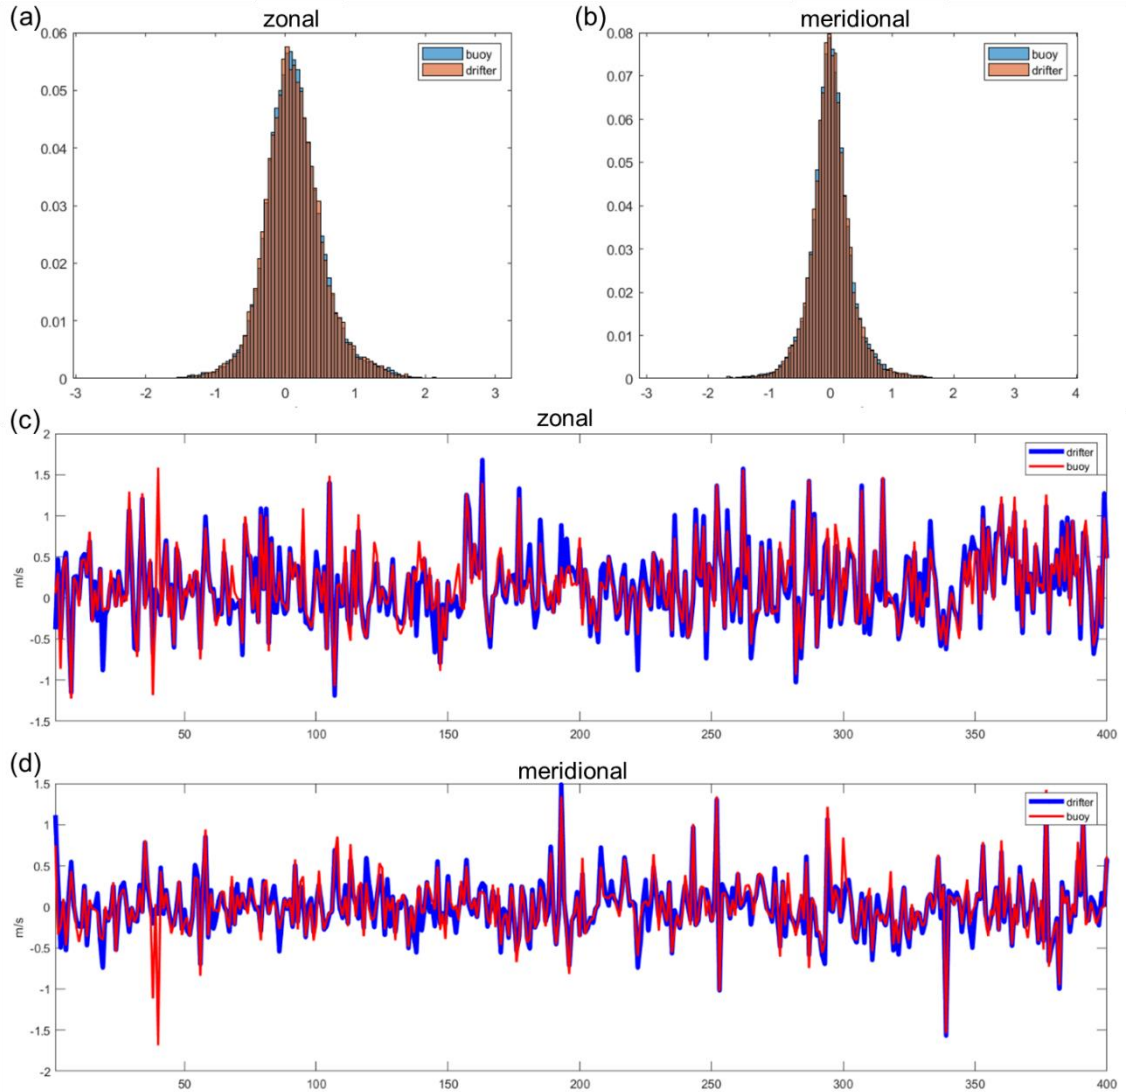 (a)
zonal
0.06
0.05
0.04
0.03
0.02
0.01
0
-3 -2 -1 0 1 2 3
buoy
drifter
(b)
meridional
0.08
0.07
0.06
0.05
0.04
0.03
0.02
0.01
0
-3 -2 -1 0 1 2 3 4
buoy
drifter
(c)
zonal
2
1.5
1
0.5
0
-0.5
-1
-1.5
m/s
50 100 150 200 250 300 350 400
drifter
buoy
(d)
meridional
1.5
1
0.5
0
-0.5
-1
-1.5
-2
m/s
50 100 150 200 250 300 350 400
drifter
buoy